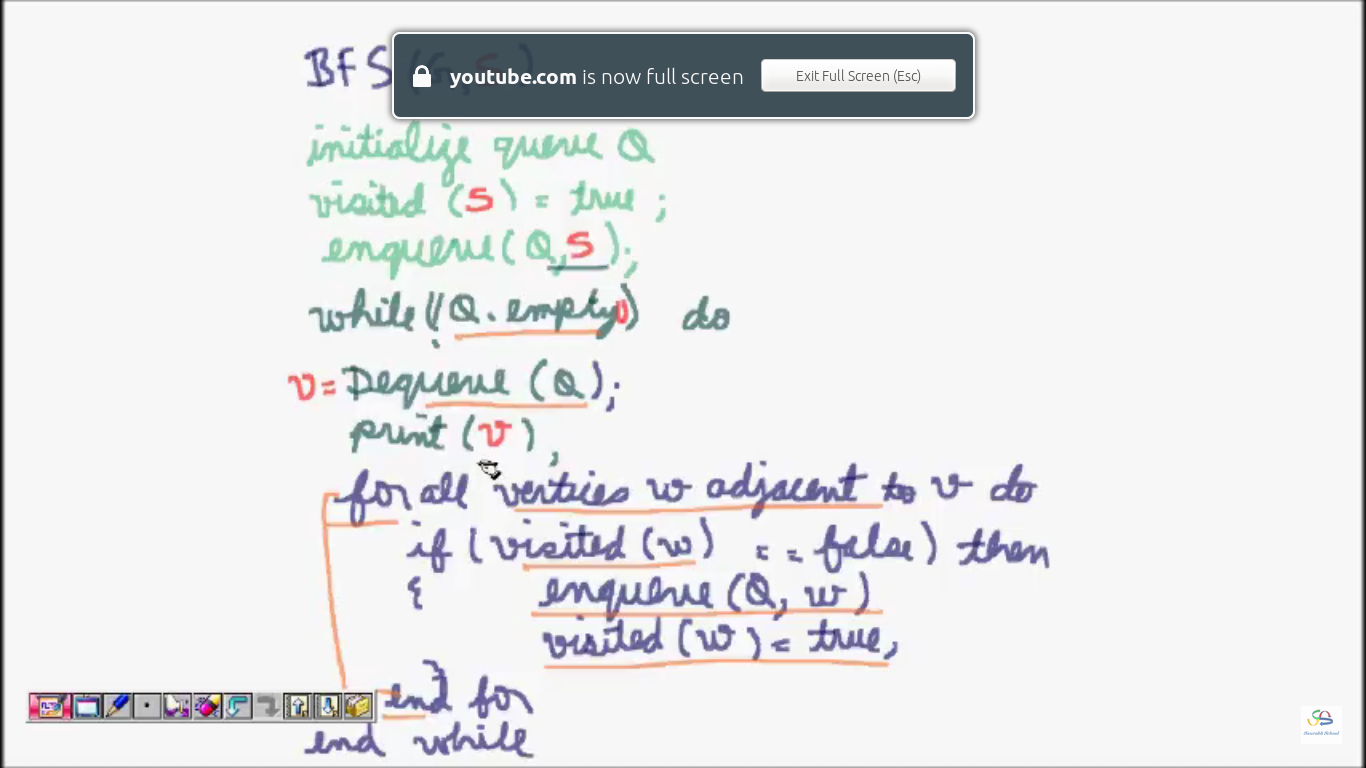 BFS (G, S)
youtube.com is now full screen
Exit Full Screen (Esc)
initialize queue Q
visited (S) = true ;
enqueue( Q,S );
while (! Q. empty()) do
v = Dequeue (Q);
print (v) ;
for all vertices w adjacent to v do
if ( visited (w) == false ) then
{ enqueue (Q, w)
visited (w) = true,
}
end for
end while